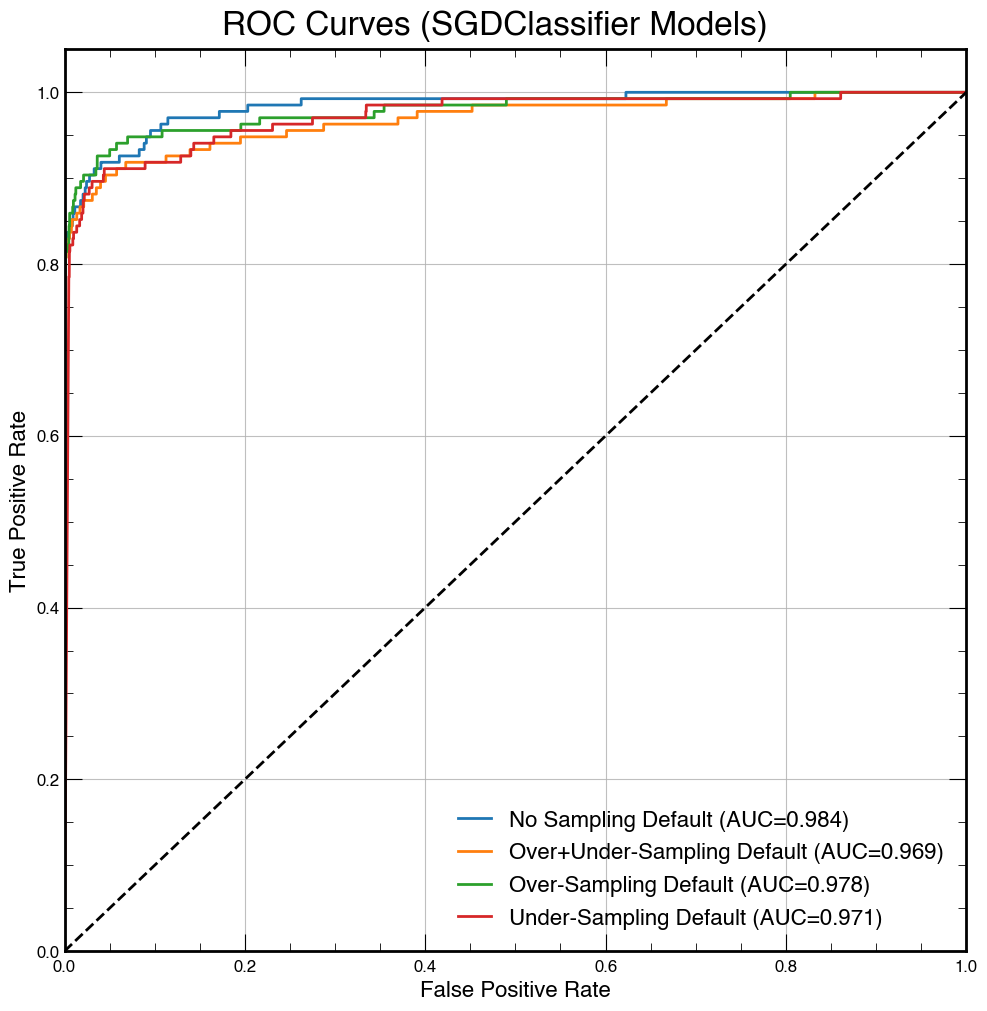 ROC Curves (SGDClassifier Models)
1.0
0.8
0.6
0.4
0.2
0.0
True Positive Rate
No Sampling Default (AUC=0.984)
Over+Under-Sampling Default (AUC=0.969)
Over-Sampling Default (AUC=0.978)
Under-Sampling Default (AUC=0.971)
0.0 0.2 0.4 0.6 0.8 1.0
False Positive Rate